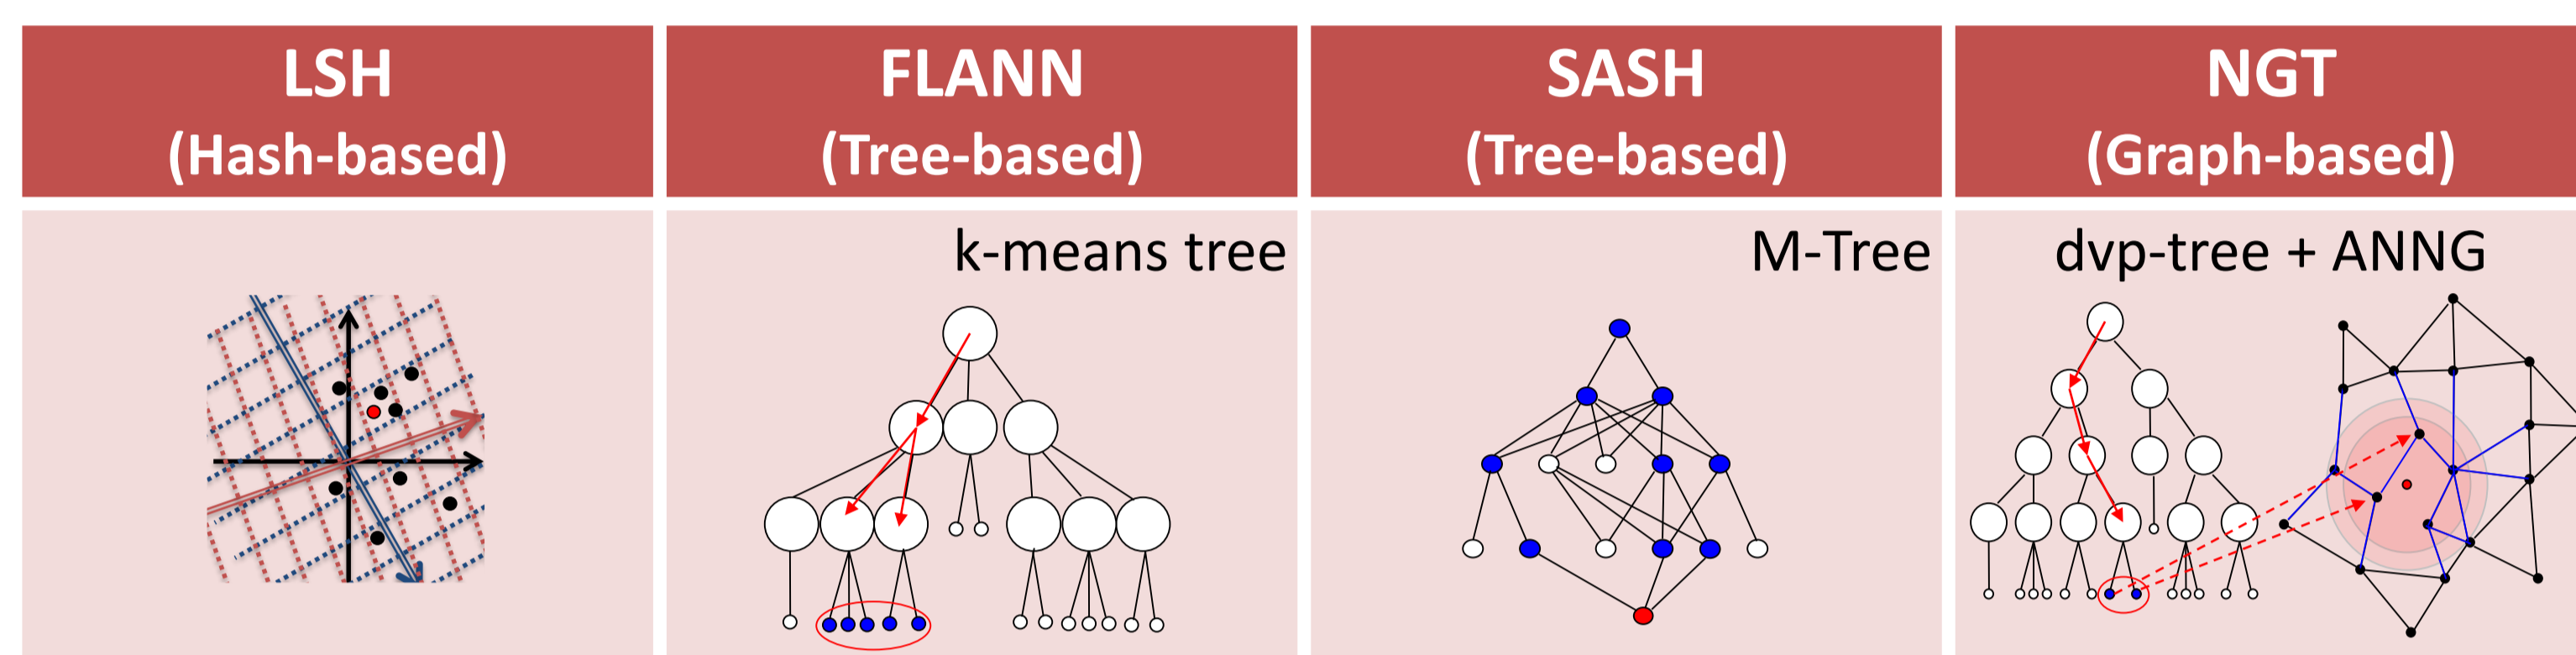 LSH
(Hash-based)
FLANN
(Tree-based)
SASH
(Tree-based)
NGT
(Graph-based)
k-means tree
M-Tree
dvp-tree + ANNG